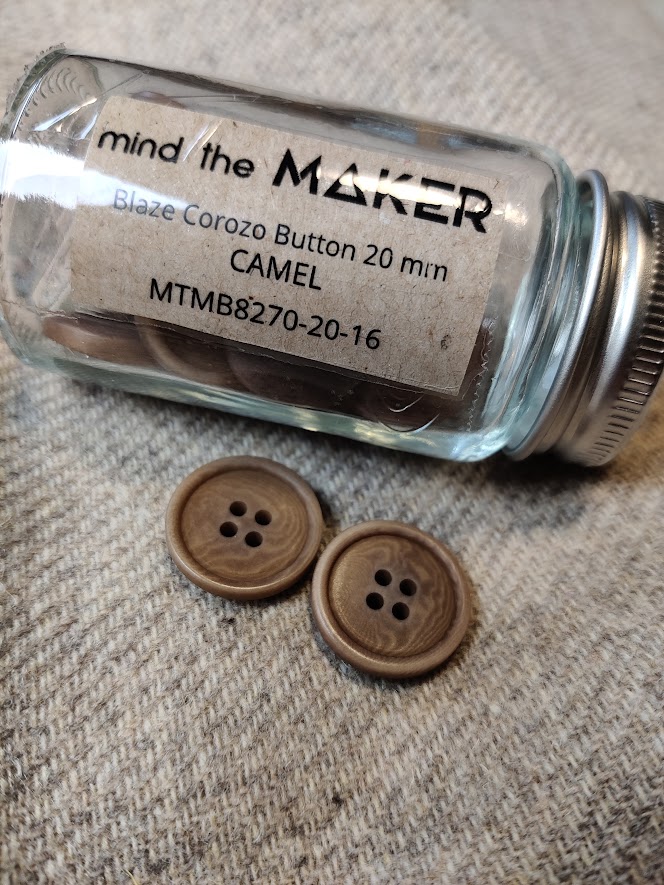 mind the MAKER
Blaze Corozo Button 20 mm
CAMEL
MTMB8270-20-16